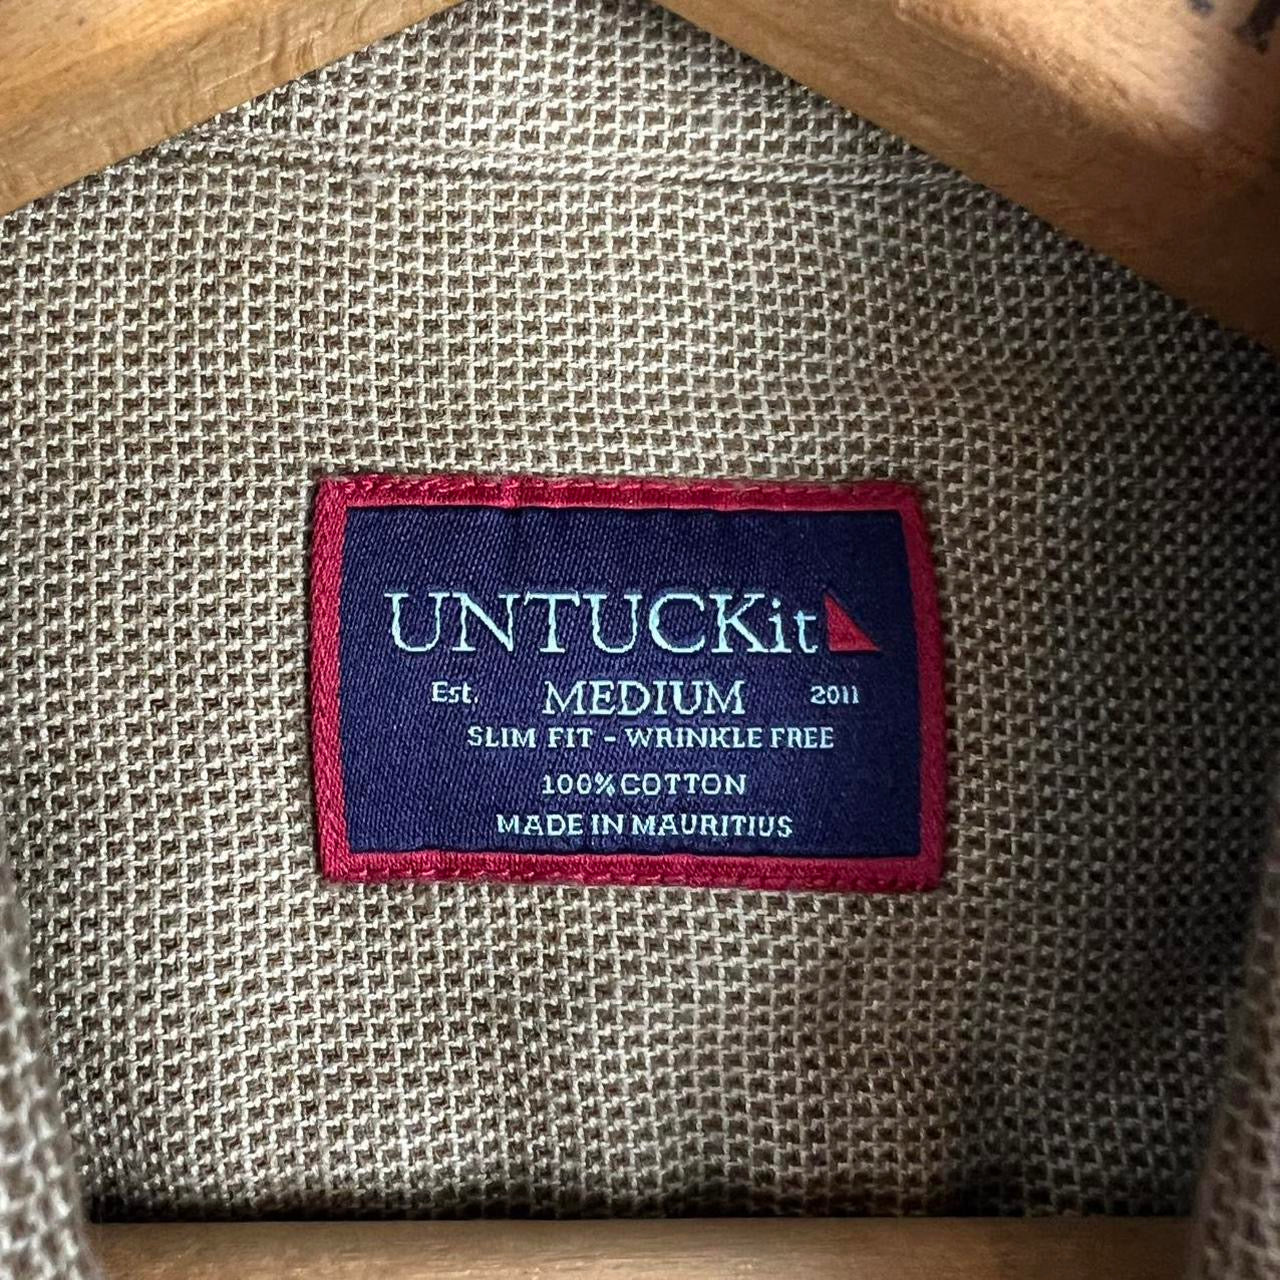 UNTUCKit
Est. MEDIUM 2011
SLIM FIT - WRINKLE FREE
100% COTTON
MADE IN MAURITIUS